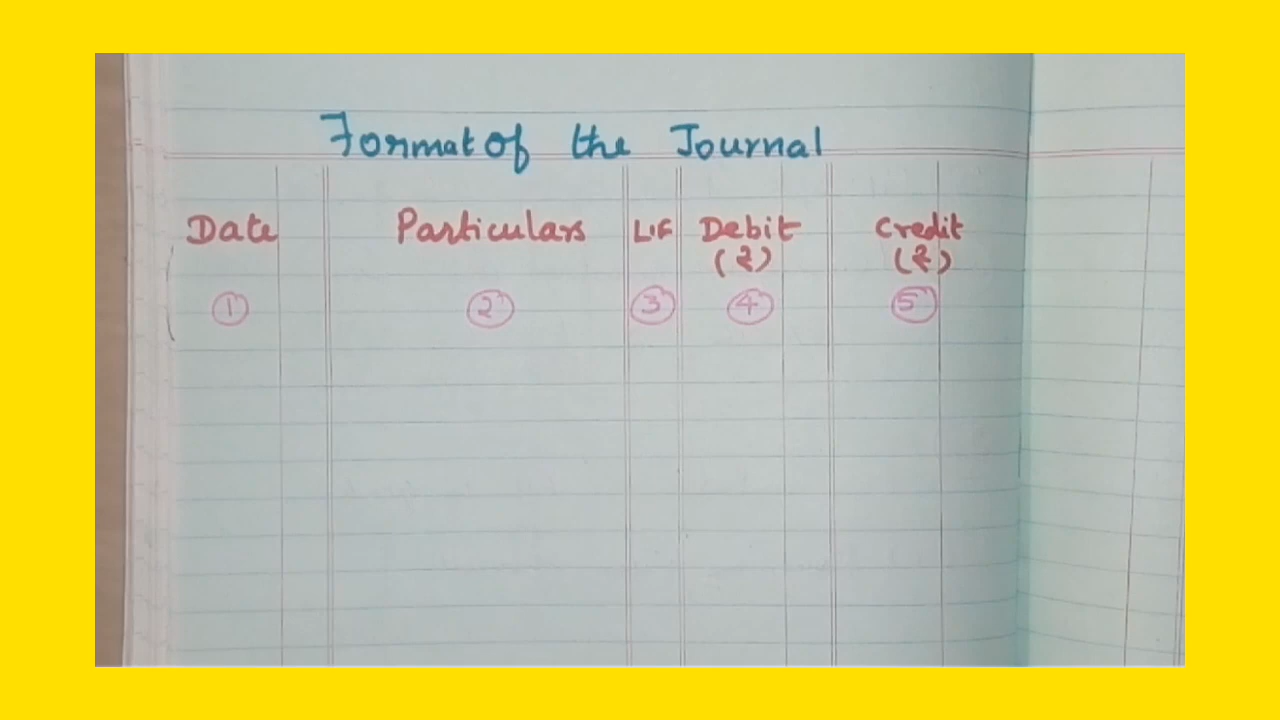 Format of the Journal
Date Particulars L.F Debit Credit
(₹) (₹)
1 2 3 4 5